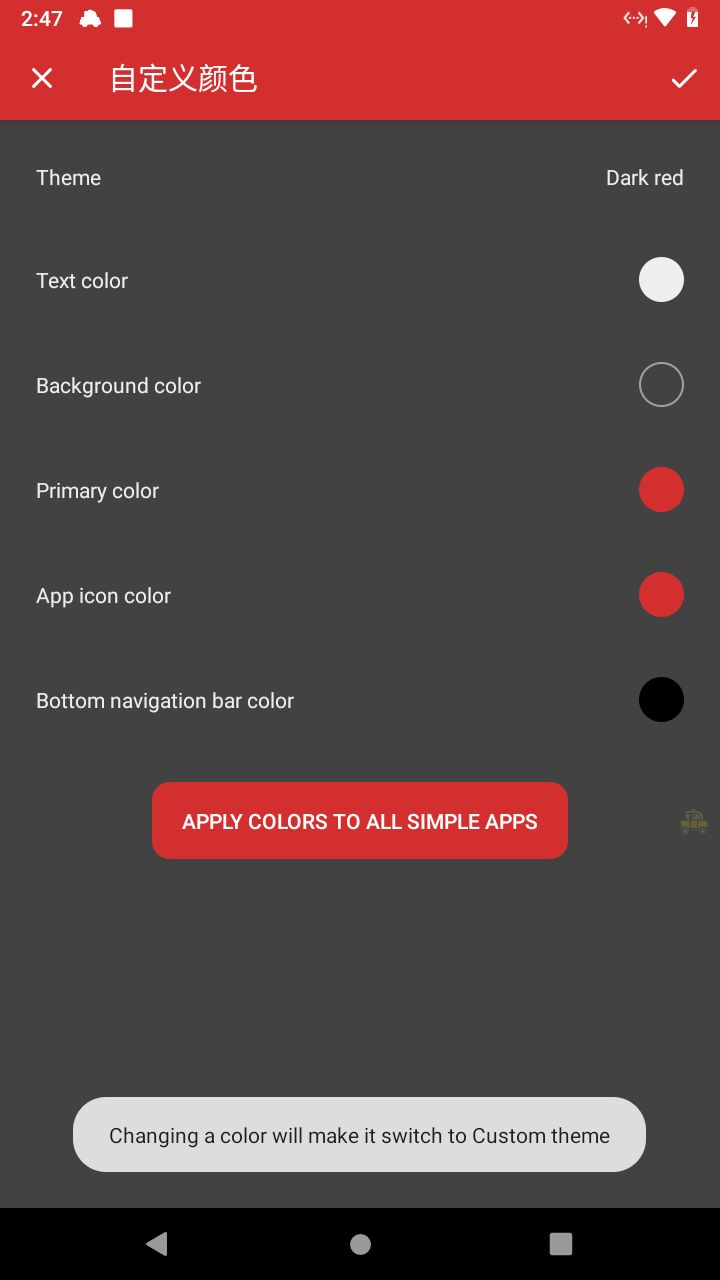 2:47
自定义颜色
Theme
Dark red
Text color
Background color
Primary color
App icon color
Bottom navigation bar color
APPLY COLORS TO ALL SIMPLE APPS
Changing a color will make it switch to Custom theme